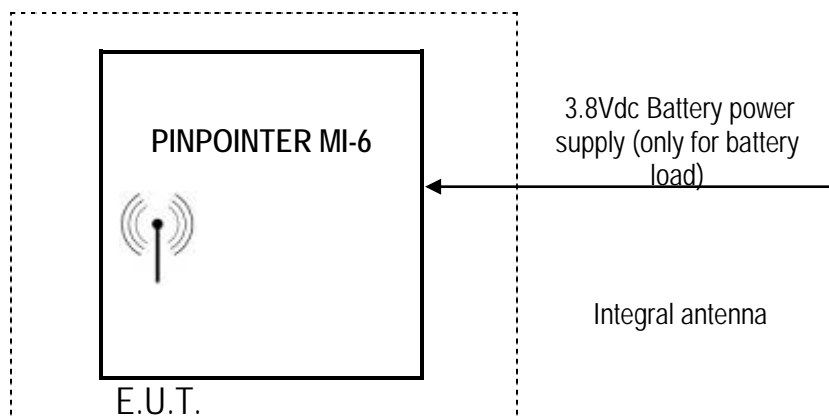 PINPOINTER MI-6
3.8Vdc Battery power
supply (only for battery
load)
Integral antenna
E.U.T.